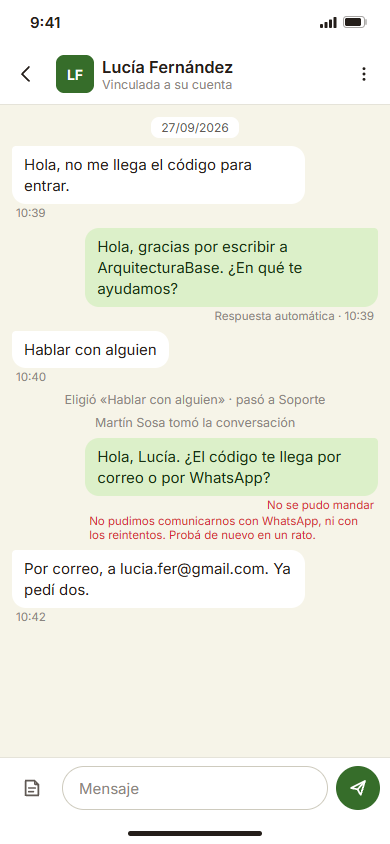 9:41
LF
Lucía Fernández
Vinculada a su cuenta
27/09/2026
Hola, no me llega el código para
entrar.
10:39
Hola, gracias por escribir a
ArquitecturaBase. ¿En qué te
ayudamos?
Respuesta automática · 10:39
Hablar con alguien
10:40
Eligió «Hablar con alguien» · pasó a Soporte
Martín Sosa tomó la conversación
Hola, Lucía. ¿El código te llega por
correo o por WhatsApp?
No se pudo mandar
No pudimos comunicarnos con WhatsApp, ni con
los reintentos. Probá de nuevo en un rato.
Por correo, a lucia.fer@gmail.com. Ya
pedí dos.
10:42
Mensaje